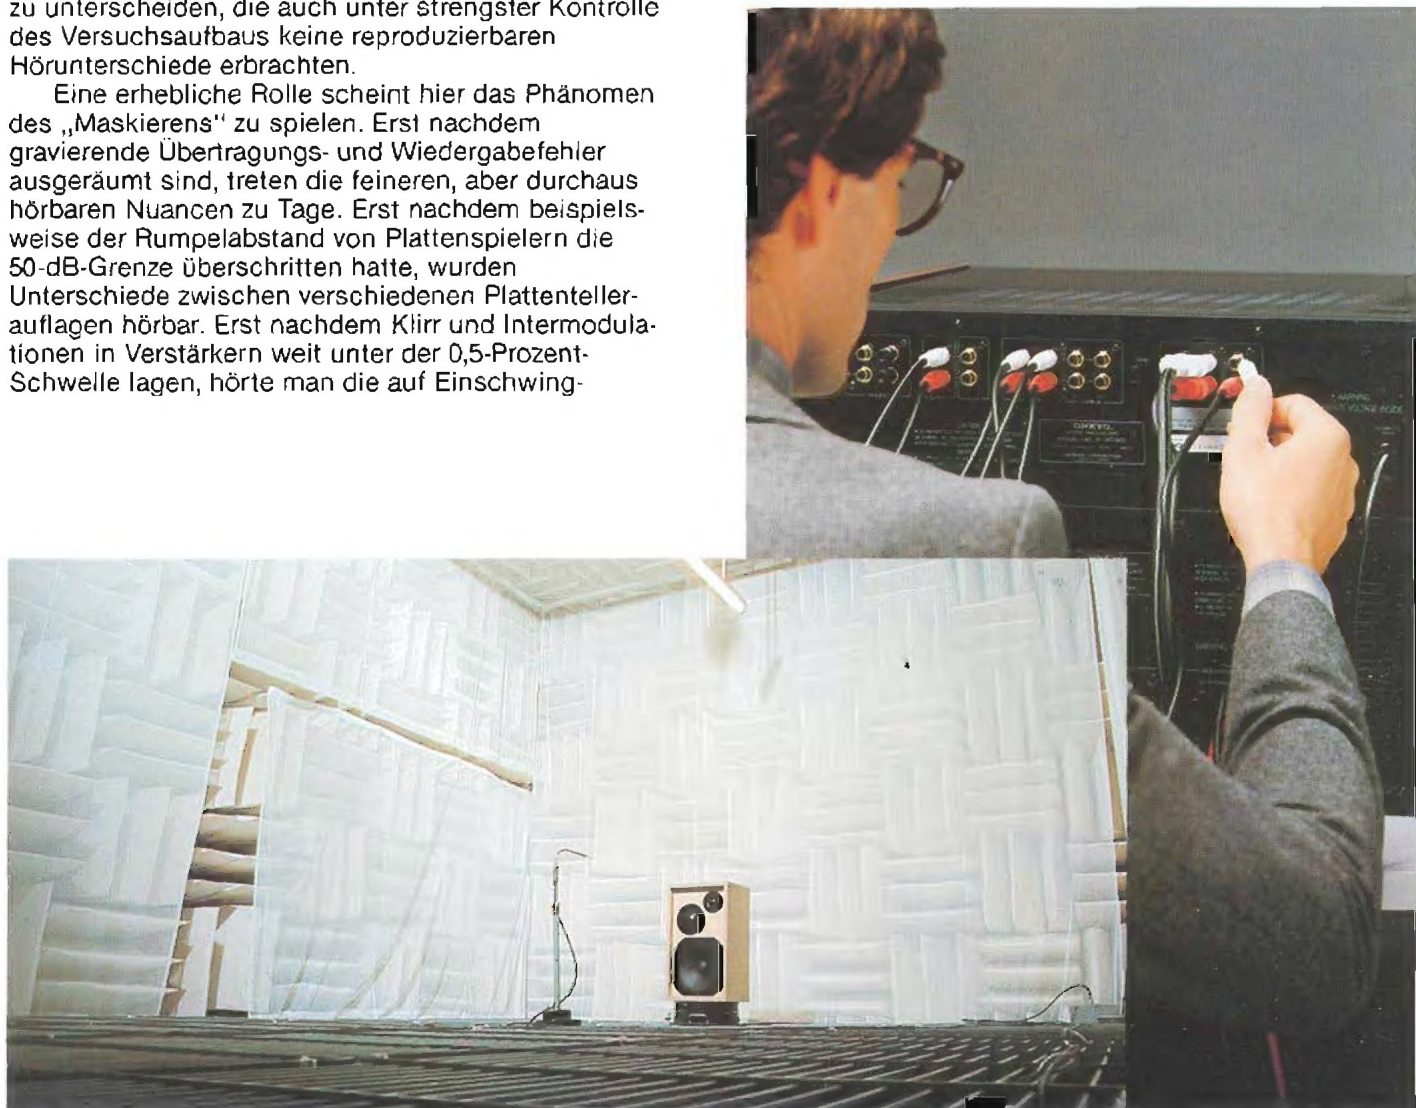 zu unterscheiden, die auch unter strengster Kontrolle
des Versuchsaufbaus keine reproduzierbaren
Hörunterschiede erbrachten.
Eine erhebliche Rolle scheint hier das Phänomen
des „Maskierens“ zu spielen. Erst nachdem
gravierende Übertragungs- und Wiedergabefehler
ausgeräumt sind, treten die feineren, aber durchaus
hörbaren Nuancen zu Tage. Erst nachdem beispiels-
weise der Rumpelabstand von Plattenspielern die
50-dB-Grenze überschritten hatte, wurden
Unterschiede zwischen verschiedenen Plattenteller-
auflagen hörbar. Erst nachdem Klirr und Intermodula-
tionen in Verstärkern weit unter der 0,5-Prozent-
Schwelle lagen, hörte man die auf Einschwing-
ONKYO
WARNING
VOLTAGE INSIDE